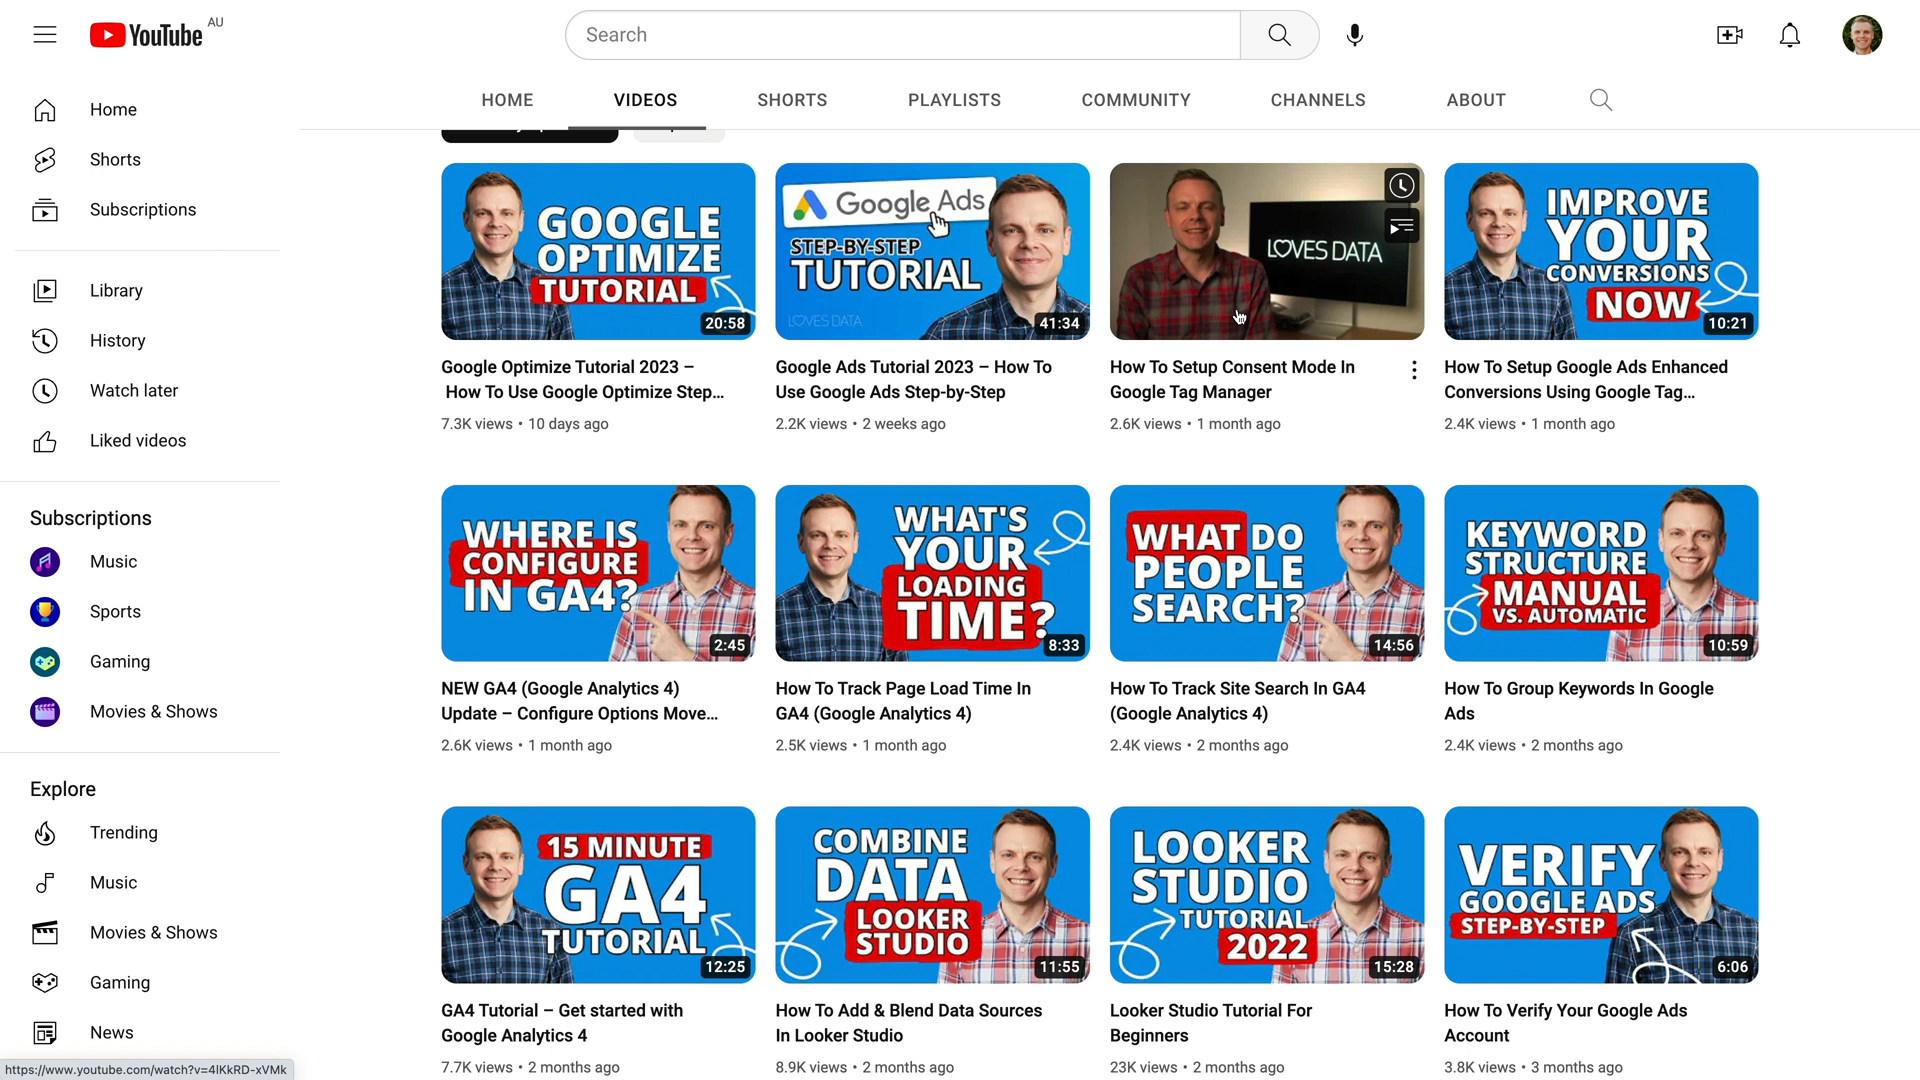 YouTube AU
Search
HOME VIDEOS SHORTS PLAYLISTS COMMUNITY CHANNELS ABOUT
Home
Shorts
Subscriptions
Library
History
Watch later
Liked videos
Subscriptions
Music
Sports
Gaming
Movies & Shows
Explore
Trending
Music
Movies & Shows
Gaming
News
https://www.youtube.com/watch?v=4lKkRD-xVMk
GOOGLE
OPTIMIZE
TUTORIAL
20:58
Google Optimize Tutorial 2023 –
How To Use Google Optimize Step...
7.3K views • 10 days ago
Google Ads
STEP-BY-STEP
TUTORIAL
LOVES DATA
41:34
Google Ads Tutorial 2023 – How To
Use Google Ads Step-by-Step
2.2K views • 2 weeks ago
LOVES DATA
How To Setup Consent Mode In
Google Tag Manager
2.6K views • 1 month ago
IMPROVE
YOUR
CONVERSIONS
NOW
10:21
How To Setup Google Ads Enhanced
Conversions Using Google Tag...
2.4K views • 1 month ago
WHERE IS
CONFIGURE
IN GA4?
2:45
NEW GA4 (Google Analytics 4)
Update – Configure Options Move...
2.6K views • 1 month ago
WHAT'S
YOUR
LOADING
TIME?
8:33
How To Track Page Load Time In
GA4 (Google Analytics 4)
2.5K views • 1 month ago
WHAT DO
PEOPLE
SEARCH?
14:56
How To Track Site Search In GA4
(Google Analytics 4)
2.4K views • 2 months ago
KEYWORD
STRUCTURE
MANUAL
VS. AUTOMATIC
10:59
How To Group Keywords In Google
Ads
2.4K views • 2 months ago
15 MINUTE
GA4
TUTORIAL
12:25
GA4 Tutorial – Get started with
Google Analytics 4
7.7K views • 2 months ago
COMBINE
DATA
LOOKER
STUDIO
11:55
How To Add & Blend Data Sources
In Looker Studio
8.9K views • 2 months ago
LOOKER
STUDIO
TUTORIAL
2022
15:28
Looker Studio Tutorial For
Beginners
23K views • 2 months ago
VERIFY
GOOGLE ADS
STEP-BY-STEP
6:06
How To Verify Your Google Ads
Account
3.8K views • 3 months ago